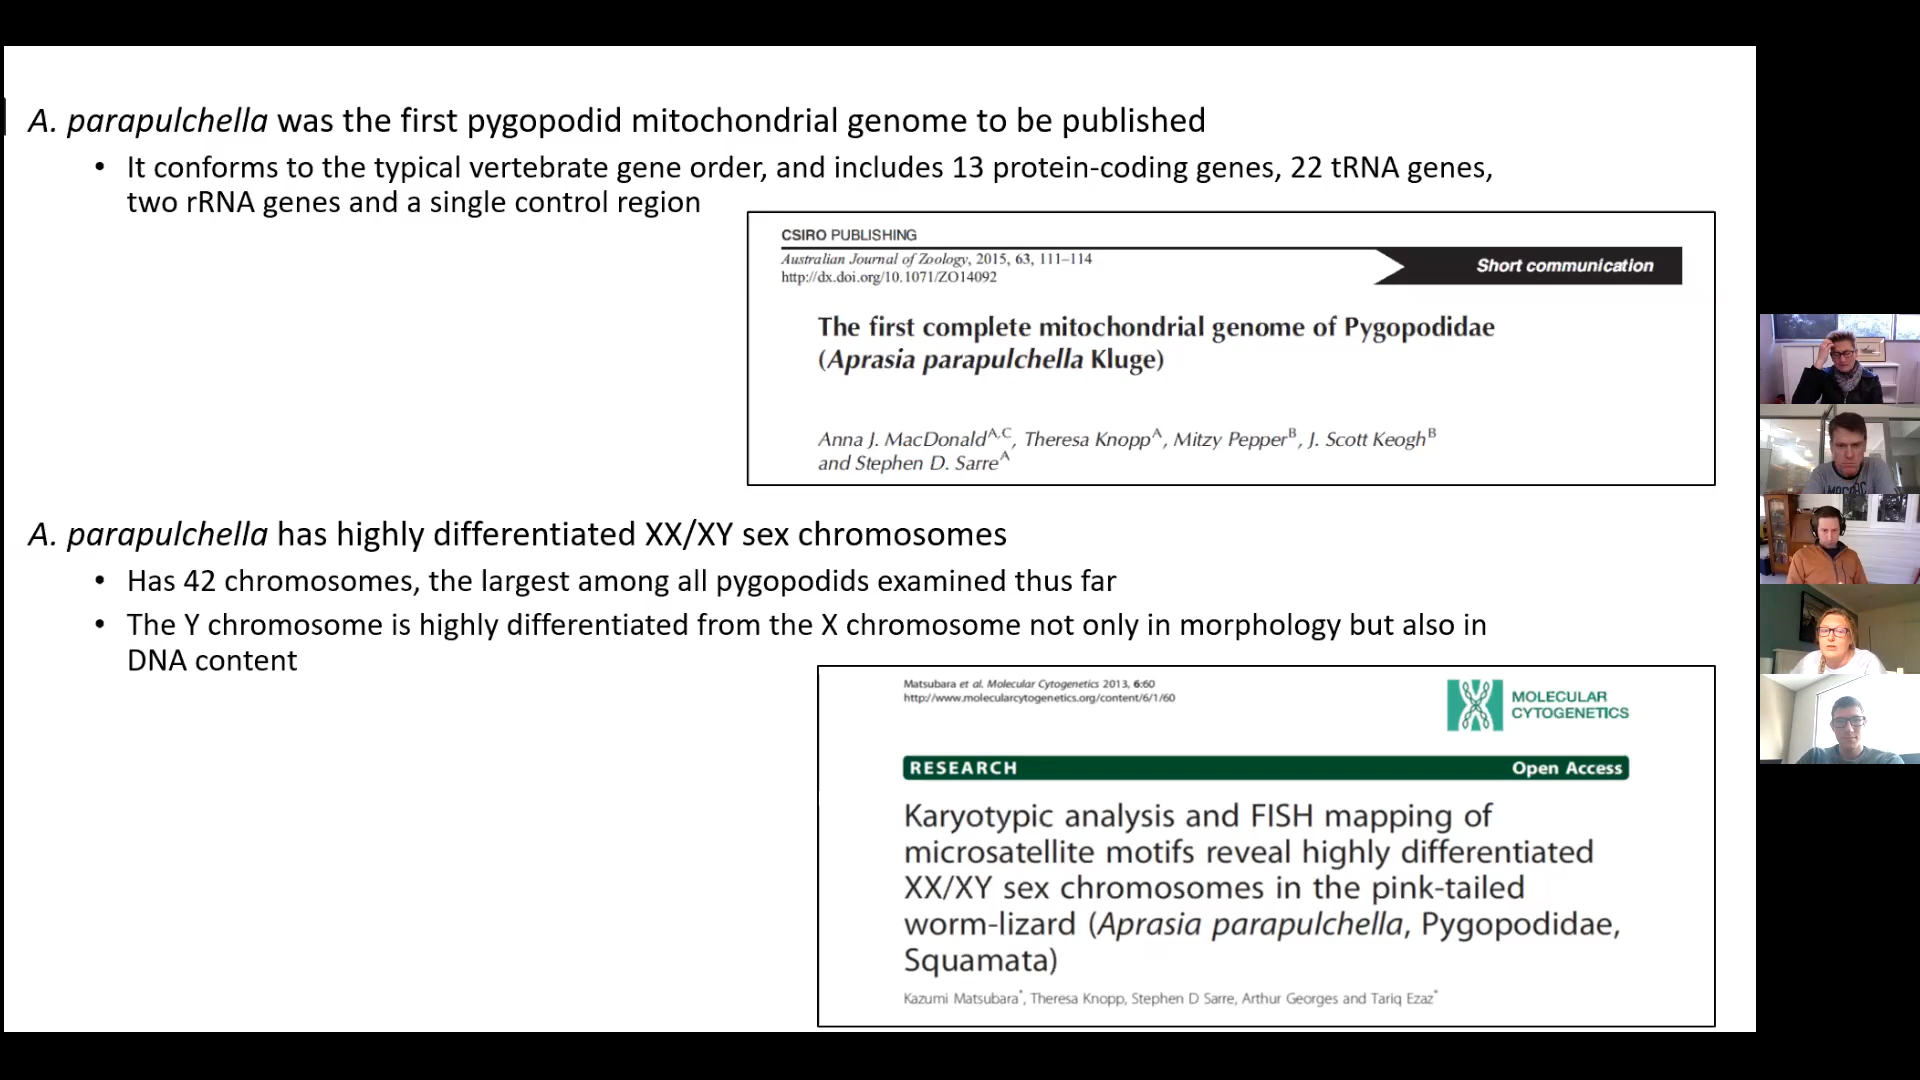 A. parapulchella was the first pygopodid mitochondrial genome to be published
• It conforms to the typical vertebrate gene order, and includes 13 protein-coding genes, 22 tRNA genes,
two rRNA genes and a single control region
CSIRO PUBLISHING
Australian Journal of Zoology, 2015, 63, 111–114
http://dx.doi.org/10.1071/ZO14092
Short communication
The first complete mitochondrial genome of Pygopodidae
(Aprasia parapulchella Kluge)
Anna J. MacDonald^A,C, Theresa Knopp^A, Mitzy Pepper^B, J. Scott Keogh^B
and Stephen D. Sarre^A
A. parapulchella has highly differentiated XX/XY sex chromosomes
• Has 42 chromosomes, the largest among all pygopodids examined thus far
• The Y chromosome is highly differentiated from the X chromosome not only in morphology but also in
DNA content
Matsubara et al. Molecular Cytogenetics 2013, 6:60
http://www.molecularcytogenetics.org/content/6/1/60
MOLECULAR
CYTOGENETICS
RESEARCH Open Access
Karyotypic analysis and FISH mapping of
microsatellite motifs reveal highly differentiated
XX/XY sex chromosomes in the pink-tailed
worm-lizard (Aprasia parapulchella, Pygopodidae,
Squamata)
Kazumi Matsubara*, Theresa Knopp, Stephen D Sarre, Arthur Georges and Tariq Ezaz*